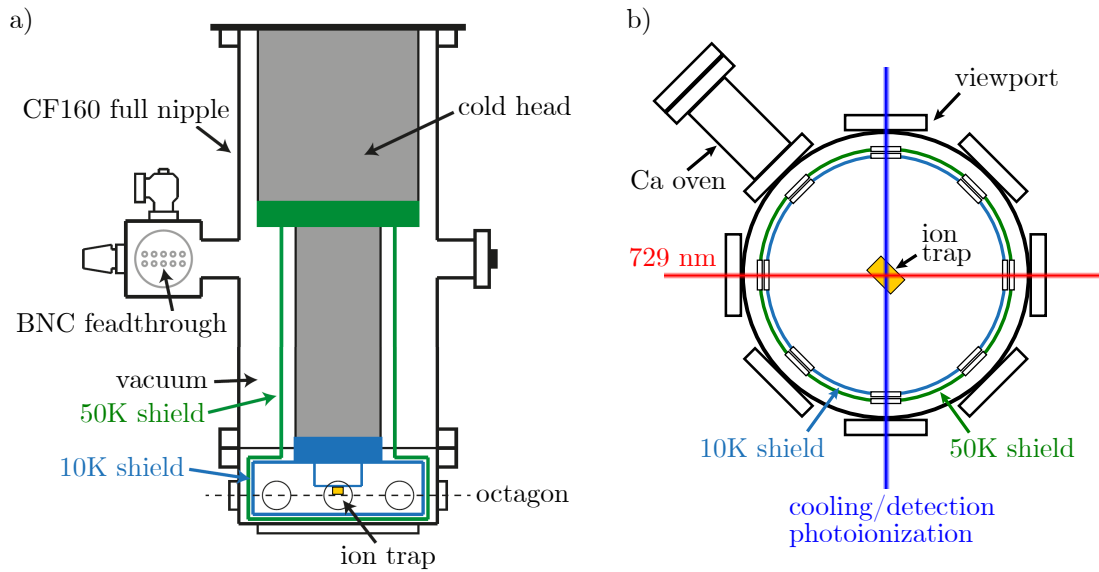 a)
CF160 full nipple
cold head
BNC feadthrough
vacuum
50K shield
10K shield
octagon
ion trap
b)
viewport
Ca oven
729 nm
ion
trap
10K shield
50K shield
cooling/detection
photoionization